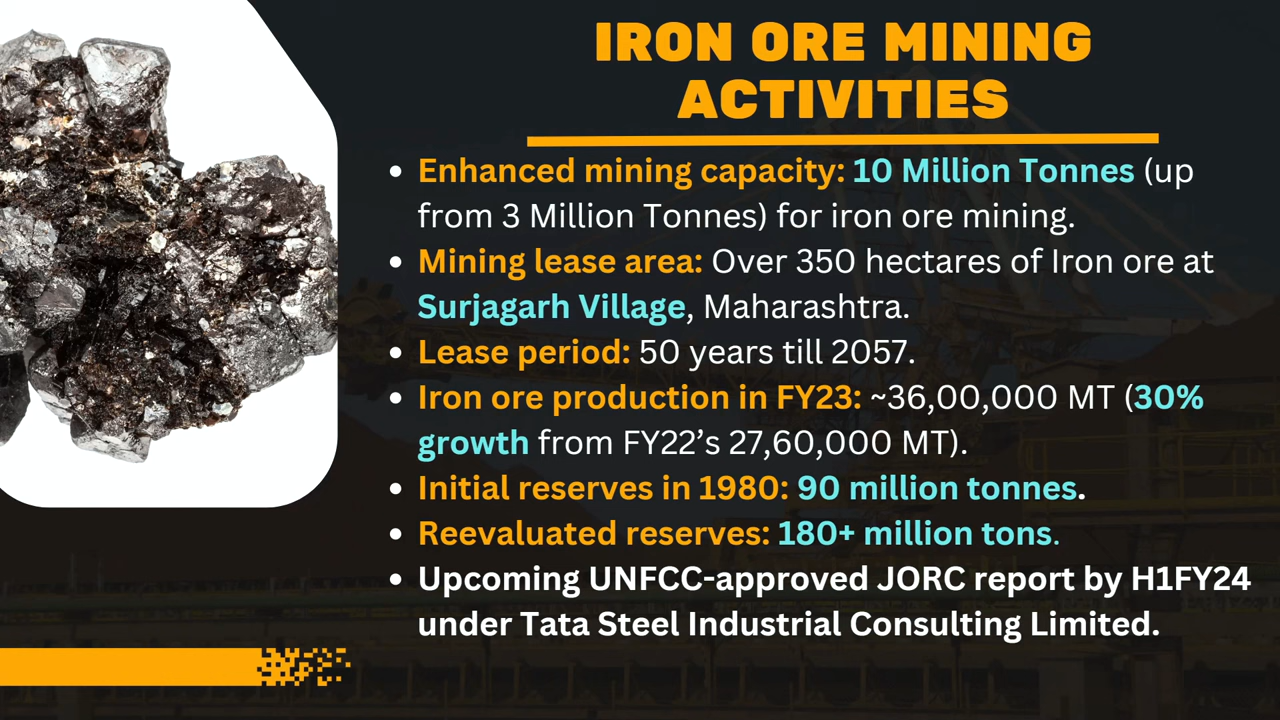 IRON ORE MINING
ACTIVITIES
• Enhanced mining capacity: 10 Million Tonnes (up
from 3 Million Tonnes) for iron ore mining.
• Mining lease area: Over 350 hectares of Iron ore at
Surjagarh Village, Maharashtra.
• Lease period: 50 years till 2057.
• Iron ore production in FY23: ~36,00,000 MT (30%
growth from FY22’s 27,60,000 MT).
• Initial reserves in 1980: 90 million tonnes.
• Reevaluated reserves: 180+ million tons.
• Upcoming UNFCC-approved JORC report by H1FY24
under Tata Steel Industrial Consulting Limited.